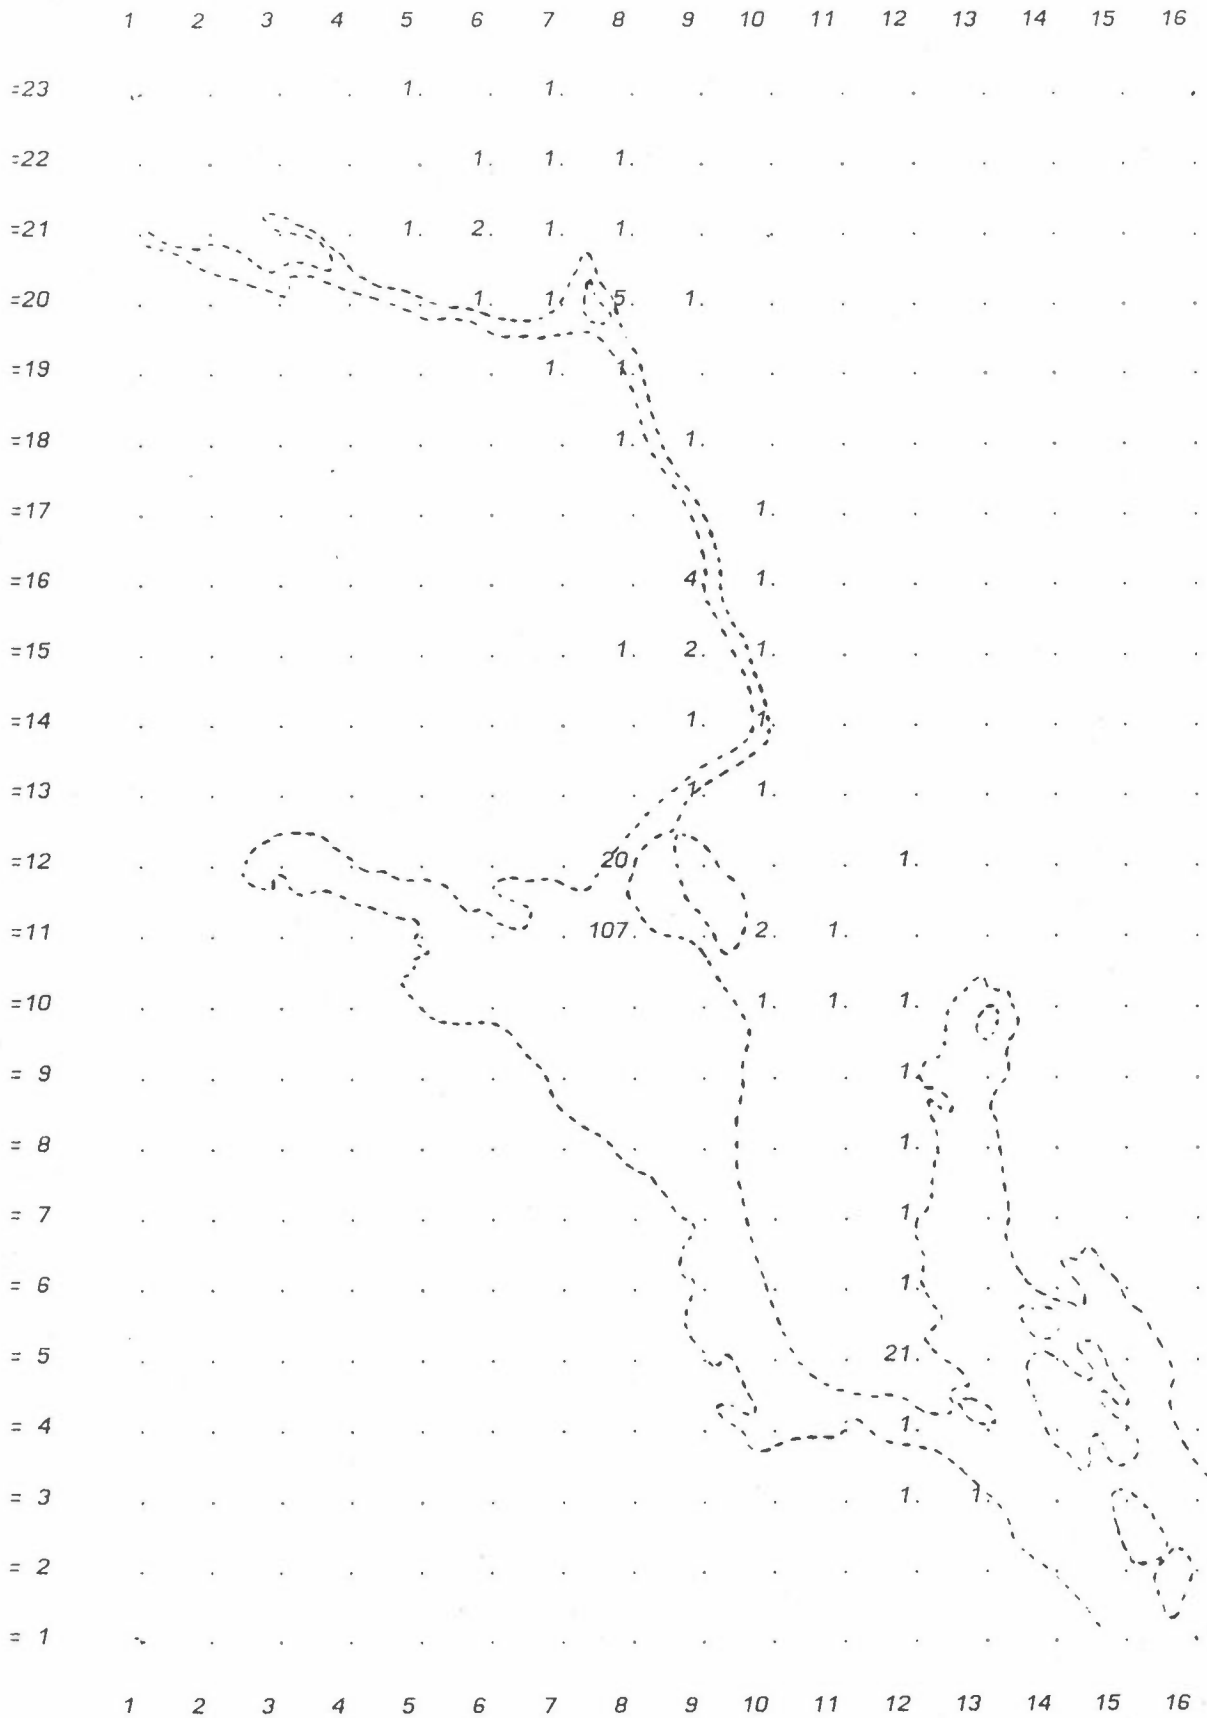 1 2 3 4 5 6 7 8 9 10 11 12 13 14 15 16
=23 . . . . 1. . 1. . . . . . . . . .
=22 . . . . . 1. 1. 1. . . . . . . . .
=21 . . . . 1. 2. 1. 1. . . . . . . . .
=20 . . . . . 1. 1. 5. 1. . . . . . . .
=19 . . . . . . 1. 1. . . . . . . . .
=18 . . . . . . . 1. 1. . . . . . . .
=17 . . . . . . . . . 1. . . . . . .
=16 . . . . . . . . 4. 1. . . . . . .
=15 . . . . . . . 1. 2. 1. . . . . . .
=14 . . . . . . . . 1. 1. . . . . . .
=13 . . . . . . . . 1. 1. . . . . . .
=12 . . . . . . . 20. . . . 1. . . . .
=11 . . . . . . . 107. . 2. 1. . . . . .
=10 . . . . . . . . . 1. 1. 1. . . . .
= 9 . . . . . . . . . . . 1. . . . .
= 8 . . . . . . . . . . . 1. . . . .
= 7 . . . . . . . . . . . 1. . . . .
= 6 . . . . . . . . . . . 1. . . . .
= 5 . . . . . . . . . . . 21. . . . .
= 4 . . . . . . . . . . . 1. . . . .
= 3 . . . . . . . . . . . 1. 1. . . .
= 2 . . . . . . . . . . . . . . . .
= 1 . . . . . . . . . . . . . . . .
1 2 3 4 5 6 7 8 9 10 11 12 13 14 15 16